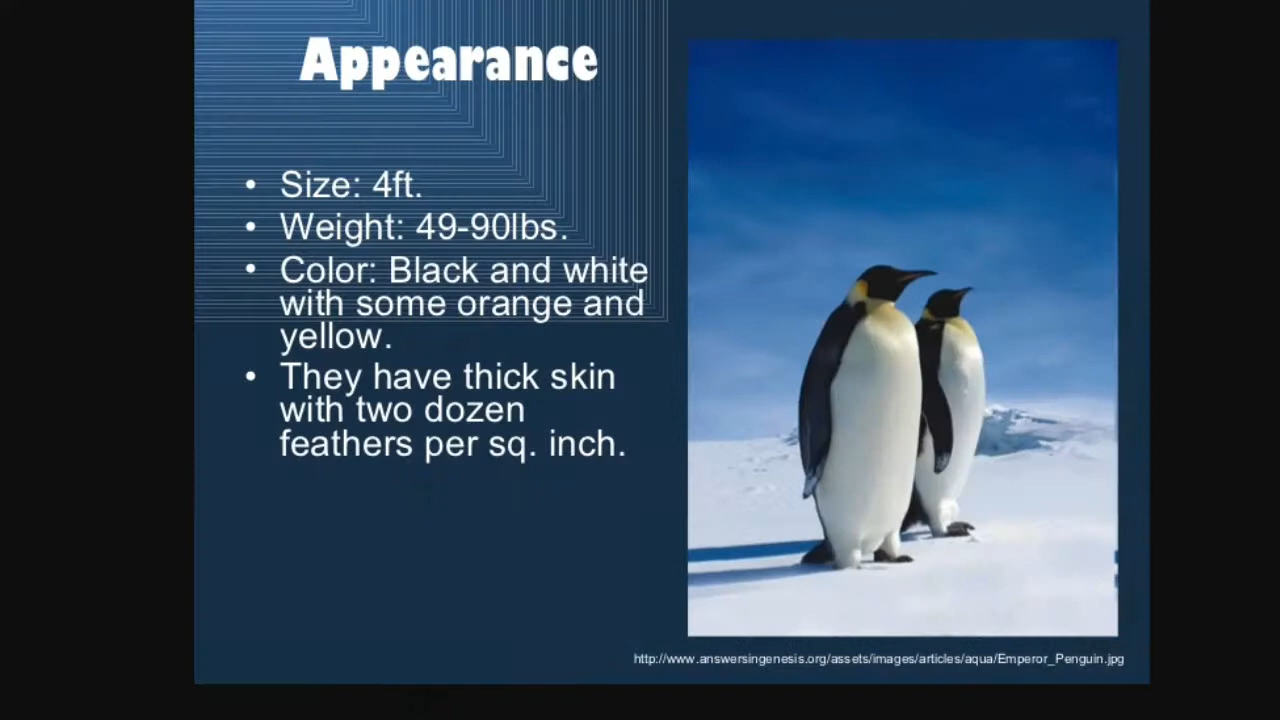 Appearance
• Size: 4ft.
• Weight: 49-90lbs.
• Color: Black and white
with some orange and
yellow.
• They have thick skin
with two dozen
feathers per sq. inch.
http://www.answersingenesis.org/assets/images/articles/aqua/Emperor_Penguin.jpg